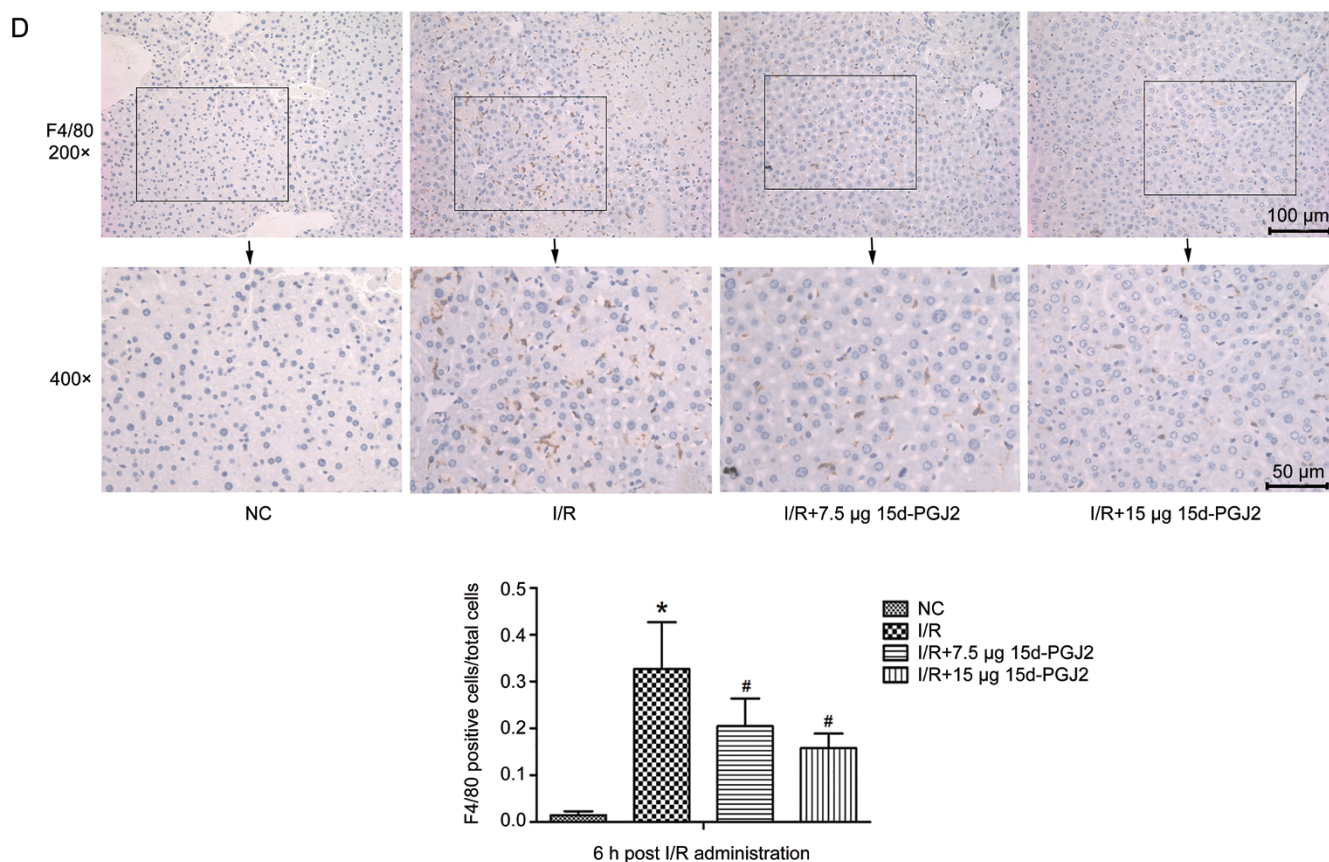 D
F4/80
200×
100 µm
400×
50 µm
NC
I/R
I/R+7.5 µg 15d-PGJ2
I/R+15 µg 15d-PGJ2
F4/80 positive cells/total cells
0.5
0.4
0.3
0.2
0.1
0.0
*
#
#
NC
I/R
I/R+7.5 µg 15d-PGJ2
I/R+15 µg 15d-PGJ2
6 h post I/R administration